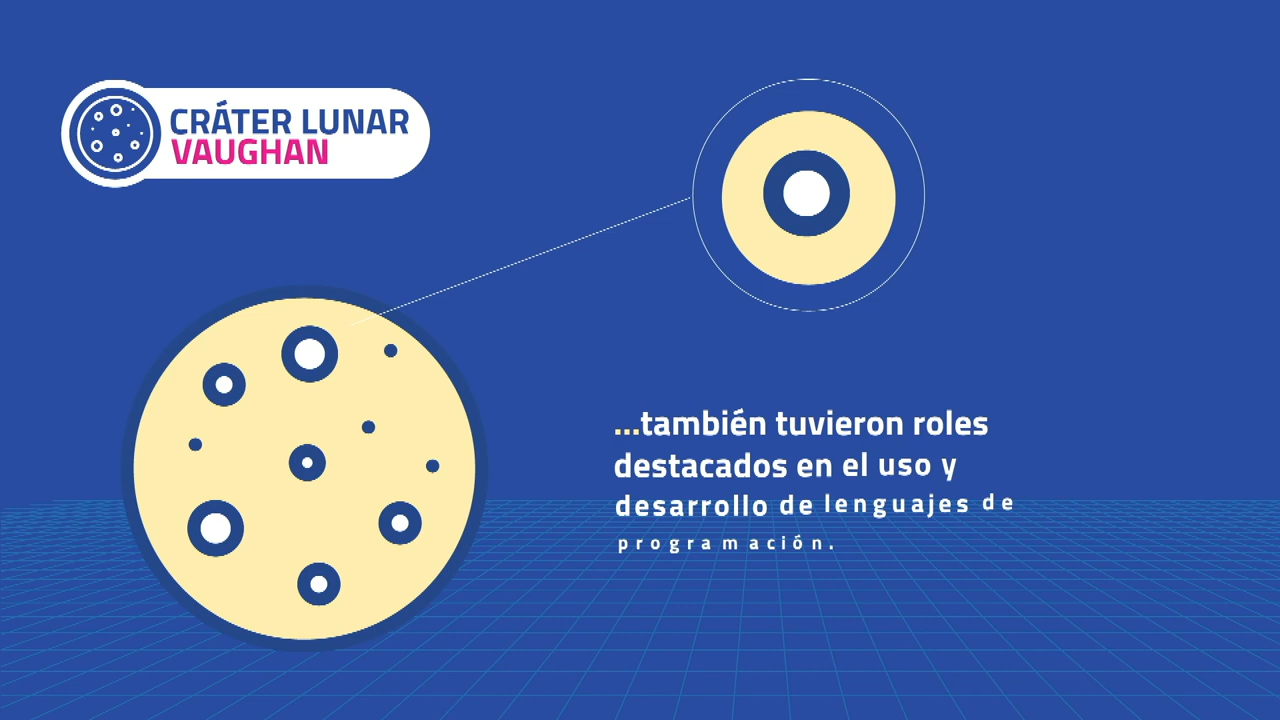 CRÁTER LUNAR
VAUGHAN
...también tuvieron roles
destacados en el uso y
desarrollo de lenguajes de
programación.